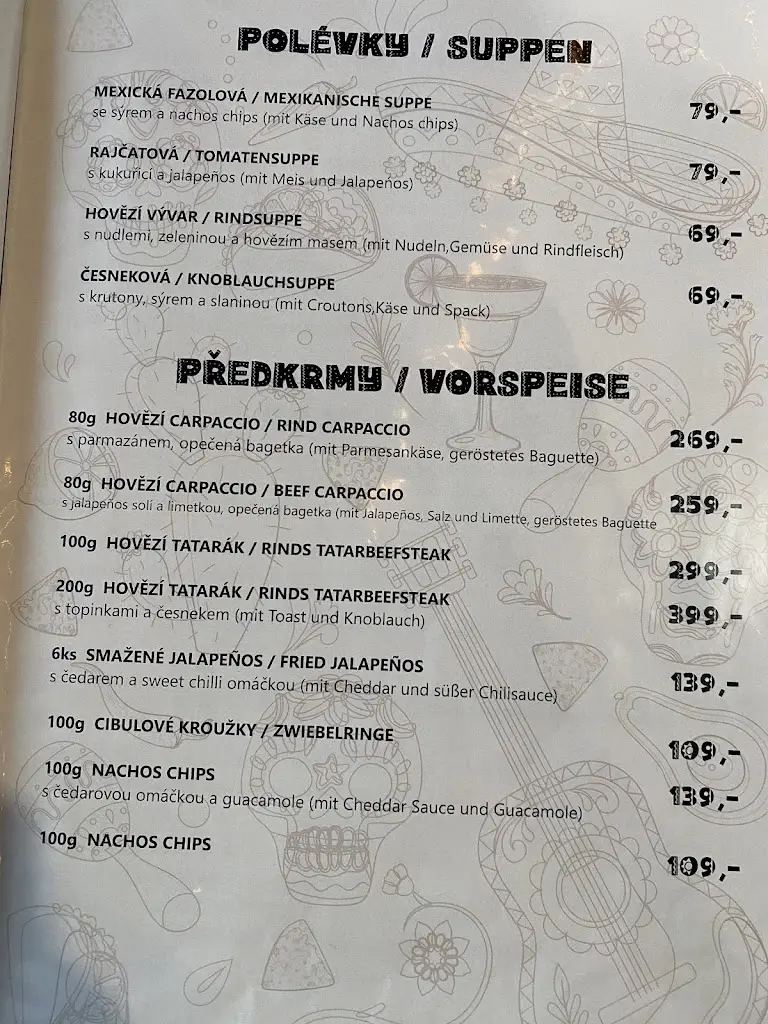 POLÉVKY / SUPPEN
MEXICKÁ FAZOLOVÁ / MEXIKANISCHE SUPPE 79,-
se sýrem a nachos chips (mit Käse und Nachos chips)
RAJČATOVÁ / TOMATENSUPPE 79,-
s kukuřicí a jalapeños (mit Meis und Jalapeńos)
HOVĚZÍ VÝVAR / RINDSUPPE 69,-
s nudlemi, zeleninou a hovězím masem (mit Nudeln,Gemüse und Rindfleisch)
ČESNEKOVÁ / KNOBLAUCHSUPPE 69,-
s krutony, sýrem a slaninou (mit Croutons,Käse und Spack)
PŘEDKRMY / VORSPEISE
80g HOVĚZÍ CARPACCIO / RIND CARPACCIO 269,-
s parmazánem, opečená bagetka (mit Parmesankäse, geröstetes Baguette)
80g HOVĚZÍ CARPACCIO / BEEF CARPACCIO 259,-
s jalapeños solí a limetkou, opečená bagetka (mit Jalapeños, Salz und Limette, geröstetes Baguette
100g HOVĚZÍ TATARÁK / RINDS TATARBEEFSTEAK 299,-
200g HOVĚZÍ TATARÁK / RINDS TATARBEEFSTEAK 399,-
s topinkami a česnekem (mit Toast und Knoblauch)
6ks SMAŽENÉ JALAPEÑOS / FRIED JALAPEÑOS 139,-
s čedarem a sweet chilli omáčkou (mit Cheddar und süßer Chilisauce)
100g CIBULOVÉ KROUŽKY / ZWIEBELRINGE 109,-
100g NACHOS CHIPS 139,-
s čedarovou omáčkou a guacamole (mit Cheddar Sauce und Guacamole)
100g NACHOS CHIPS 109,-